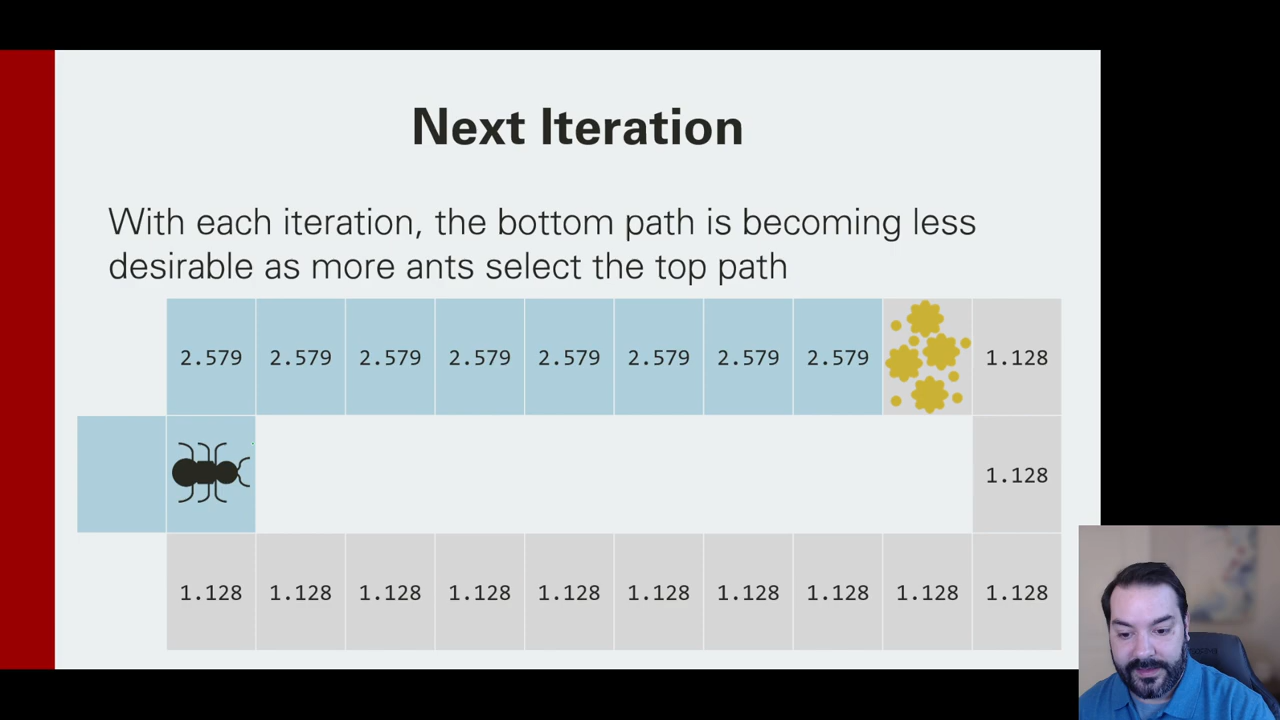 Next Iteration
With each iteration, the bottom path is becoming less
desirable as more ants select the top path
2.579 2.579 2.579 2.579 2.579 2.579 2.579 2.579 1.128
1.128
1.128 1.128 1.128 1.128 1.128 1.128 1.128 1.128 1.128 1.128